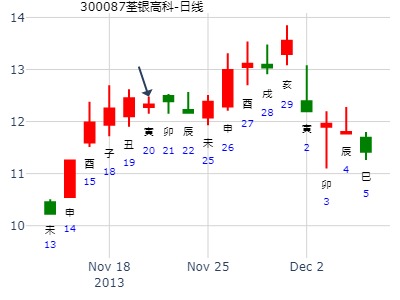 300087荃银高科-日线
14
13
12
11
10
未
13
申
14
酉
15
子
18
丑
19
寅
20
卯
21
辰
22
未
25
申
26
酉
27
戌
28
亥
29
寅
2
卯
3
辰
4
巳
5
Nov 18
2013
Nov 25
Dec 2